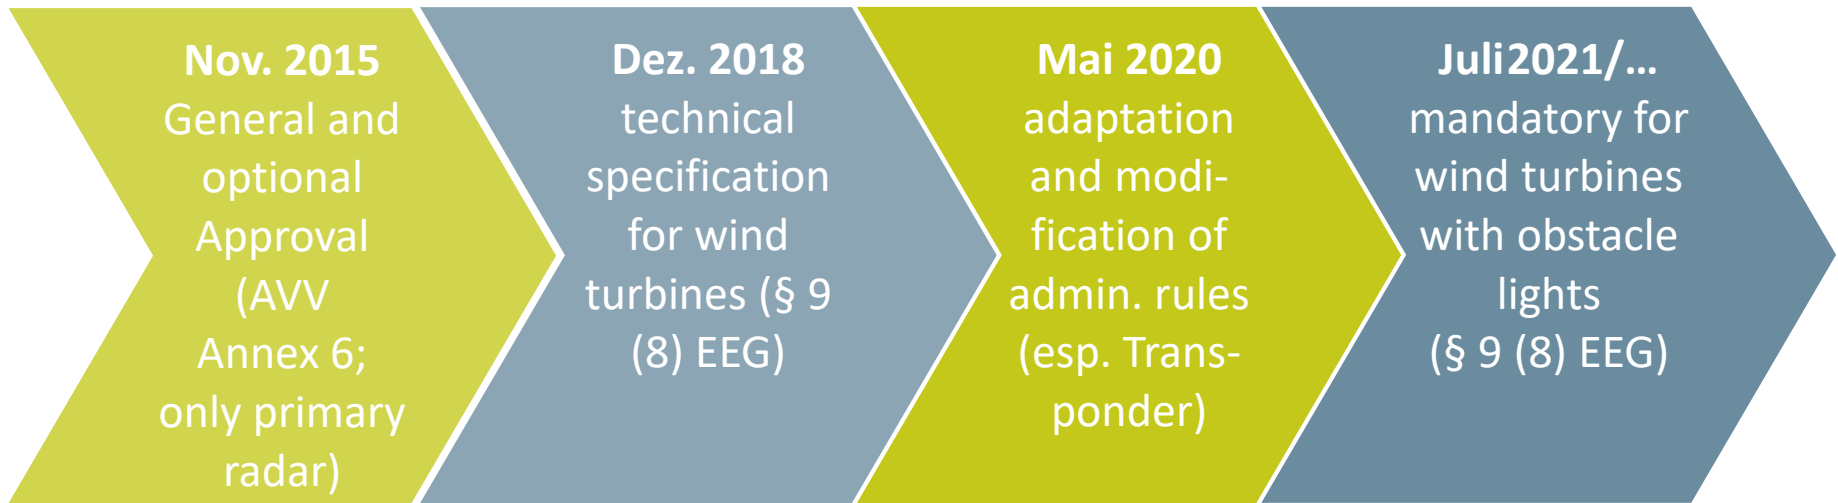 Nov. 2015
General and
optional
Approval
(AVV
Annex 6;
only primary
radar)
Dez. 2018
technical
specification
for wind
turbines (§ 9
(8) EEG)
Mai 2020
adaptation
and modi-
fication of
admin. rules
(esp. Trans-
ponder)
Juli 2021/...
mandatory for
wind turbines
with obstacle
lights
(§ 9 (8) EEG)